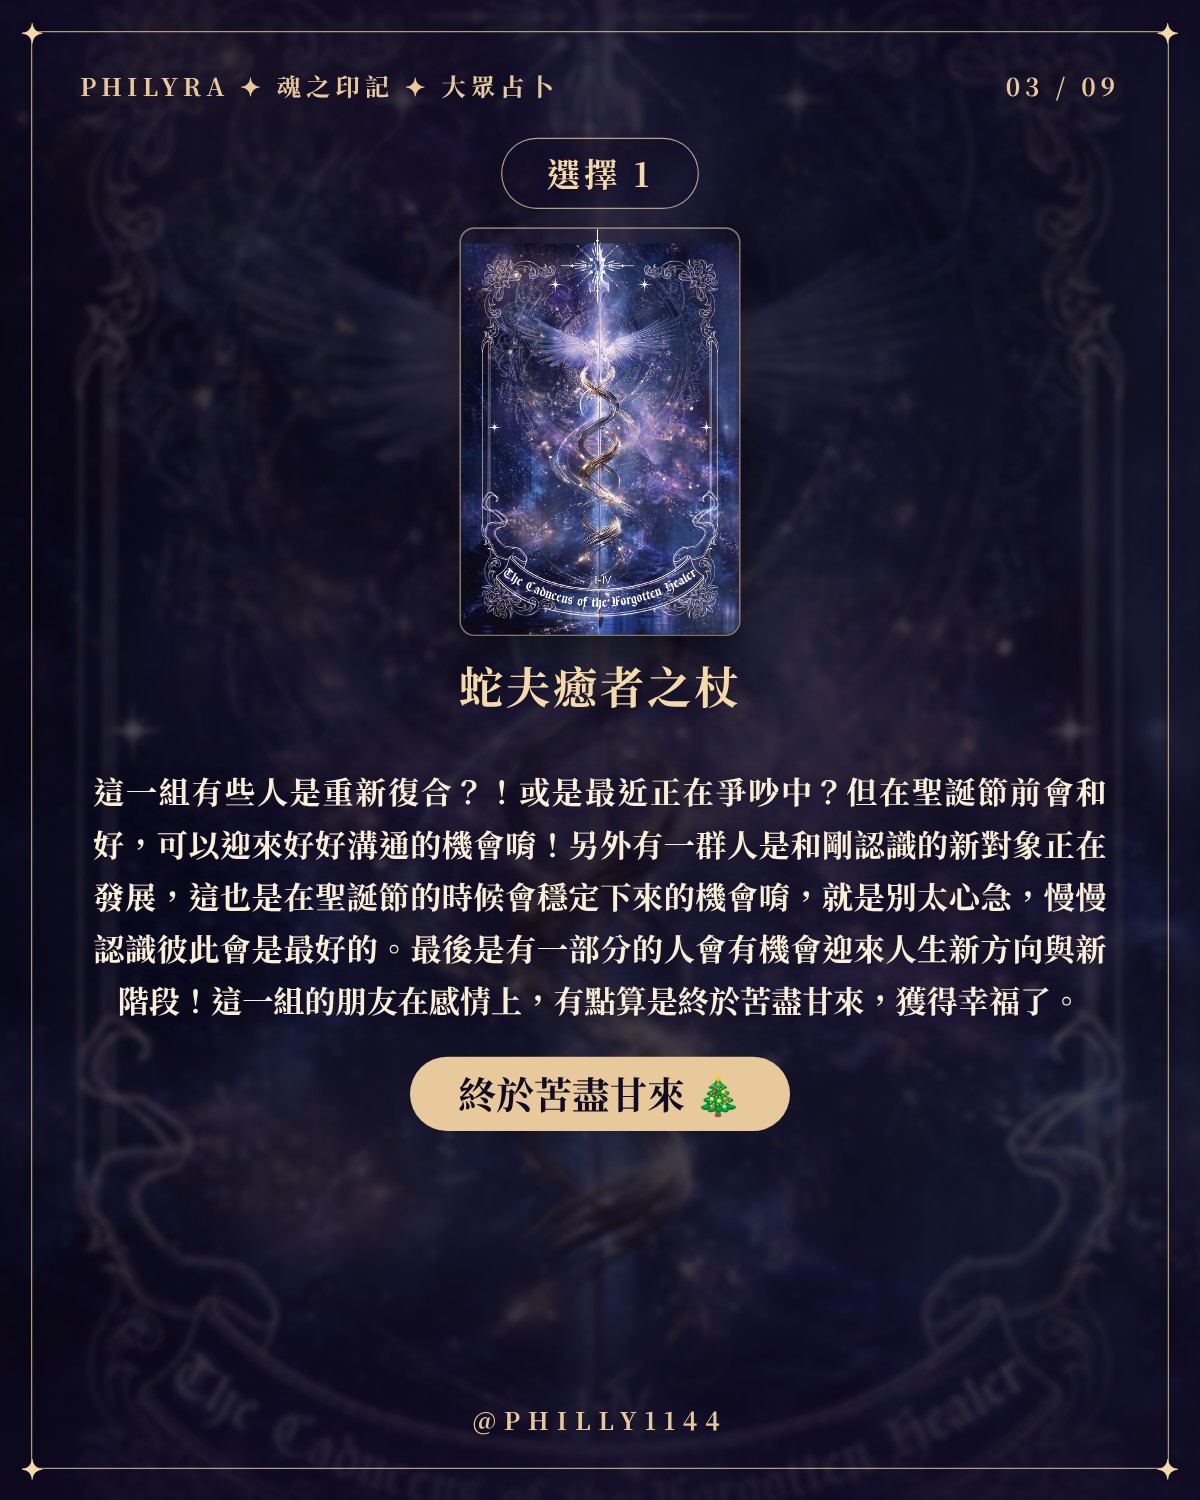 PHILYRA ✦ 魂之印記 ✦ 大眾占卜
03 / 09
選擇 1
I-IV
The Caduceus of the Forgotten Healer
蛇夫癒者之杖
這一組有些人是重新復合？！或是最近正在爭吵中？但在聖誕節前會和
好，可以迎來好好溝通的機會唷！另外有一群人是和剛認識的新對象正在
發展，這也是在聖誕節的時候會穩定下來的機會唷，就是別太心急，慢慢
認識彼此會是最好的。最後是有一部分的人會有機會迎來人生新方向與新
階段！這一組的朋友在感情上，有點算是終於苦盡甘來，獲得幸福了。
終於苦盡甘來 🎄
The Caduceus of the Forgotten Healer
@PHILLY1144